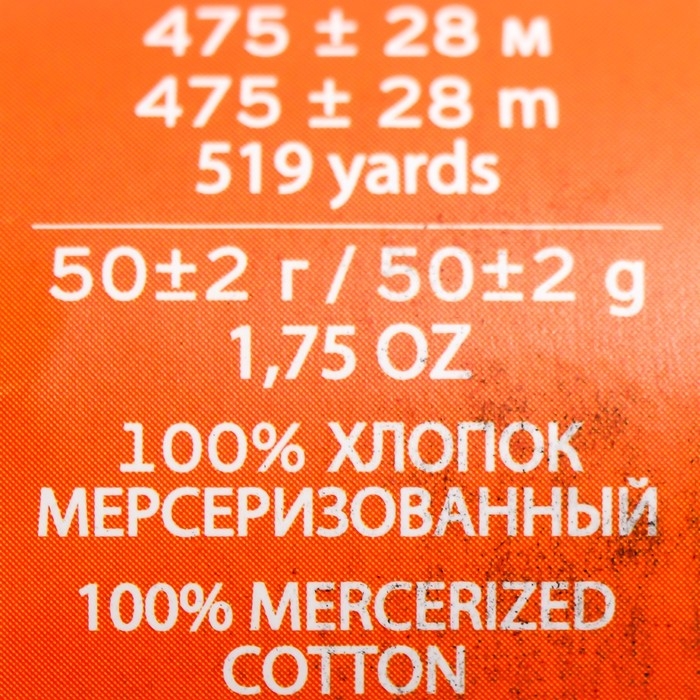 475 ± 28 м
475 ± 28 m
519 yards
50±2 г / 50±2 g
1,75 OZ
100% ХЛОПОК
МЕРСЕРИЗОВАННЫЙ
100% MERCERIZED
COTTON